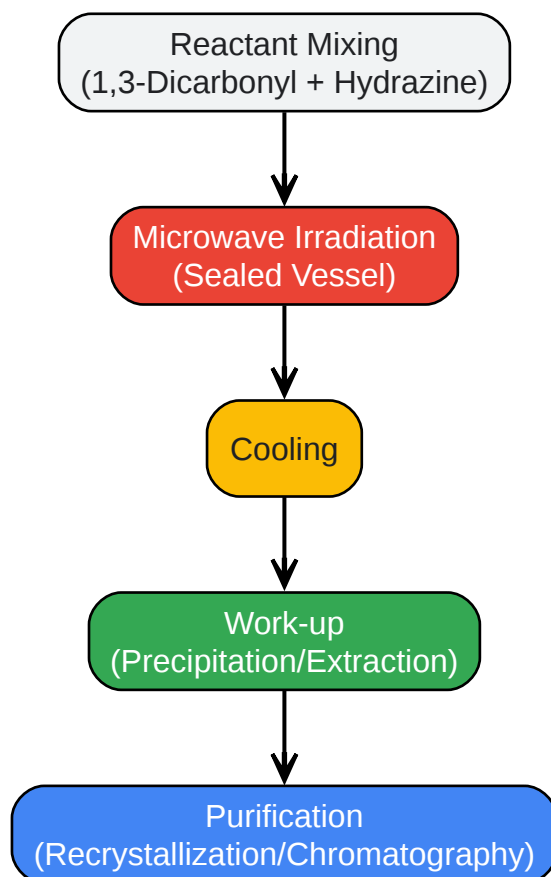 Reactant Mixing
(1,3-Dicarbonyl + Hydrazine)
Microwave Irradiation
(Sealed Vessel)
Cooling
Work-up
(Precipitation/Extraction)
Purification
(Recrystallization/Chromatography)